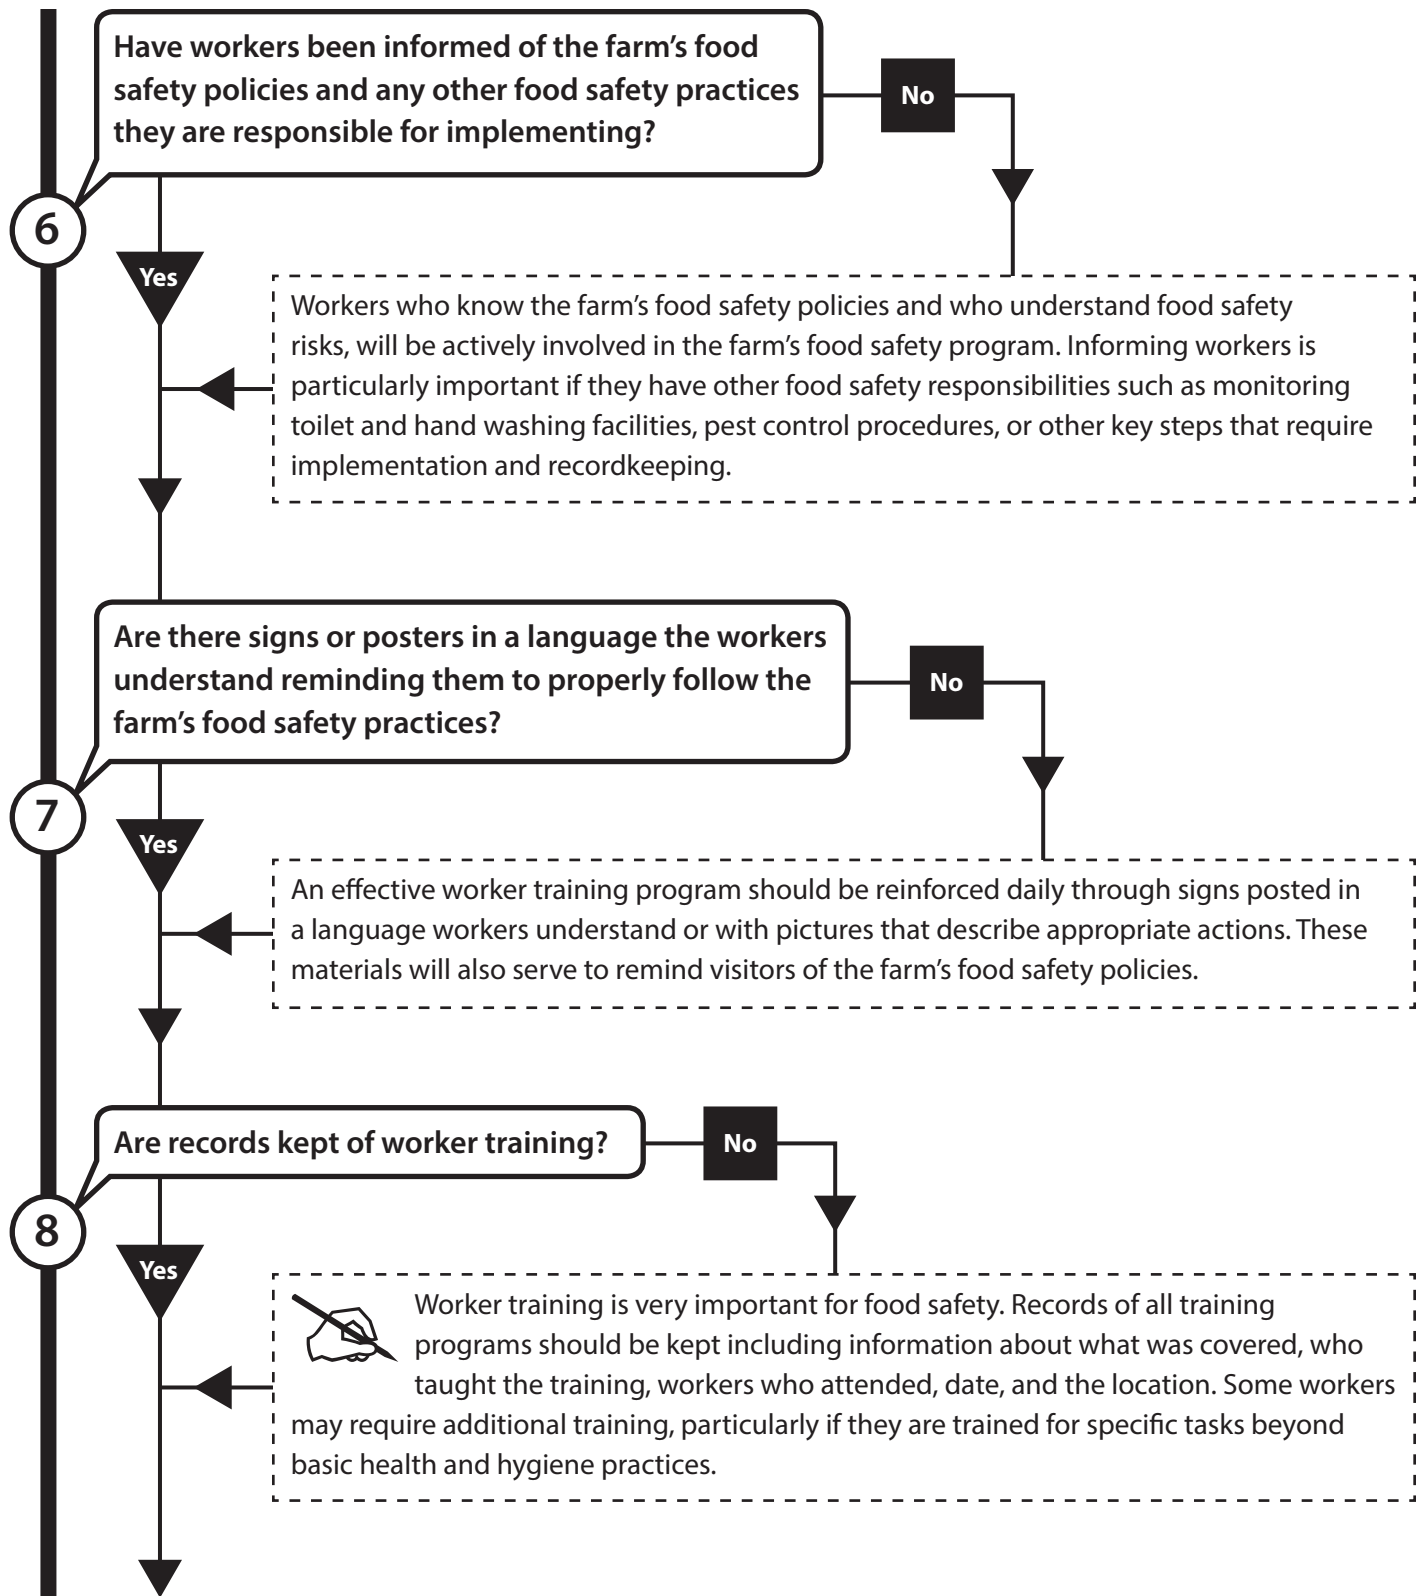 Have workers been informed of the farm’s food
safety policies and any other food safety practices
they are responsible for implementing?
No
6
Yes
Workers who know the farm’s food safety policies and who understand food safety
risks, will be actively involved in the farm’s food safety program. Informing workers is
particularly important if they have other food safety responsibilities such as monitoring
toilet and hand washing facilities, pest control procedures, or other key steps that require
implementation and recordkeeping.
Are there signs or posters in a language the workers
understand reminding them to properly follow the
farm’s food safety practices?
No
7
Yes
An effective worker training program should be reinforced daily through signs posted in
a language workers understand or with pictures that describe appropriate actions. These
materials will also serve to remind visitors of the farm’s food safety policies.
Are records kept of worker training?
No
8
Yes
Worker training is very important for food safety. Records of all training
programs should be kept including information about what was covered, who
taught the training, workers who attended, date, and the location. Some workers
may require additional training, particularly if they are trained for specific tasks beyond
basic health and hygiene practices.